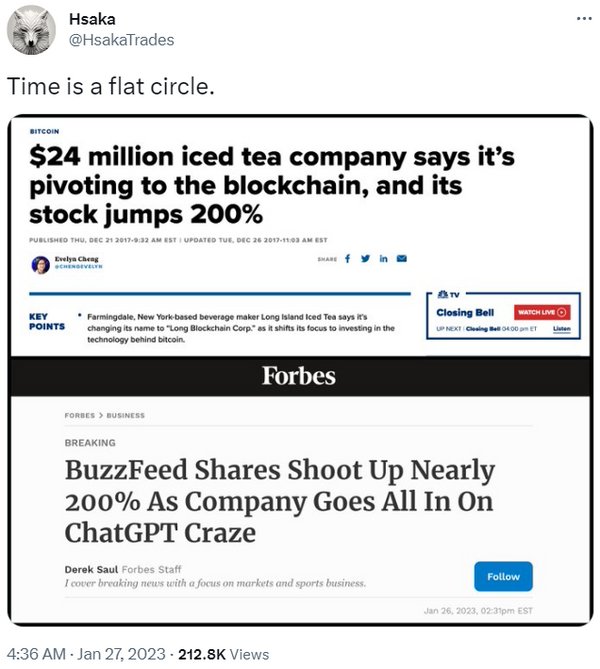 Hsaka
@HsakaTrades
Time is a flat circle.
BITCOIN
$24 million iced tea company says it's
pivoting to the blockchain, and its
stock jumps 200%
PUBLISHED THU, DEC 21 2017-9:32 AM EST | UPDATED TUE, DEC 26 2017-11:03 AM EST
Evelyn Cheng
@CHENGEVELYN
SHARE
KEY
POINTS
• Farmingdale, New York-based beverage maker Long Island Iced Tea says it's
changing its name to "Long Blockchain Corp." as it shifts its focus to investing in the
technology behind bitcoin.
TV
Closing Bell
WATCH LIVE
UP NEXT | Closing Bell 04:00 pm ET
Listen
Forbes
FORBES > BUSINESS
BREAKING
BuzzFeed Shares Shoot Up Nearly
200% As Company Goes All In On
ChatGPT Craze
Derek Saul Forbes Staff
I cover breaking news with a focus on markets and sports business.
Follow
Jan 26, 2023, 02:31pm EST
4:36 AM · Jan 27, 2023 · 212.8K Views